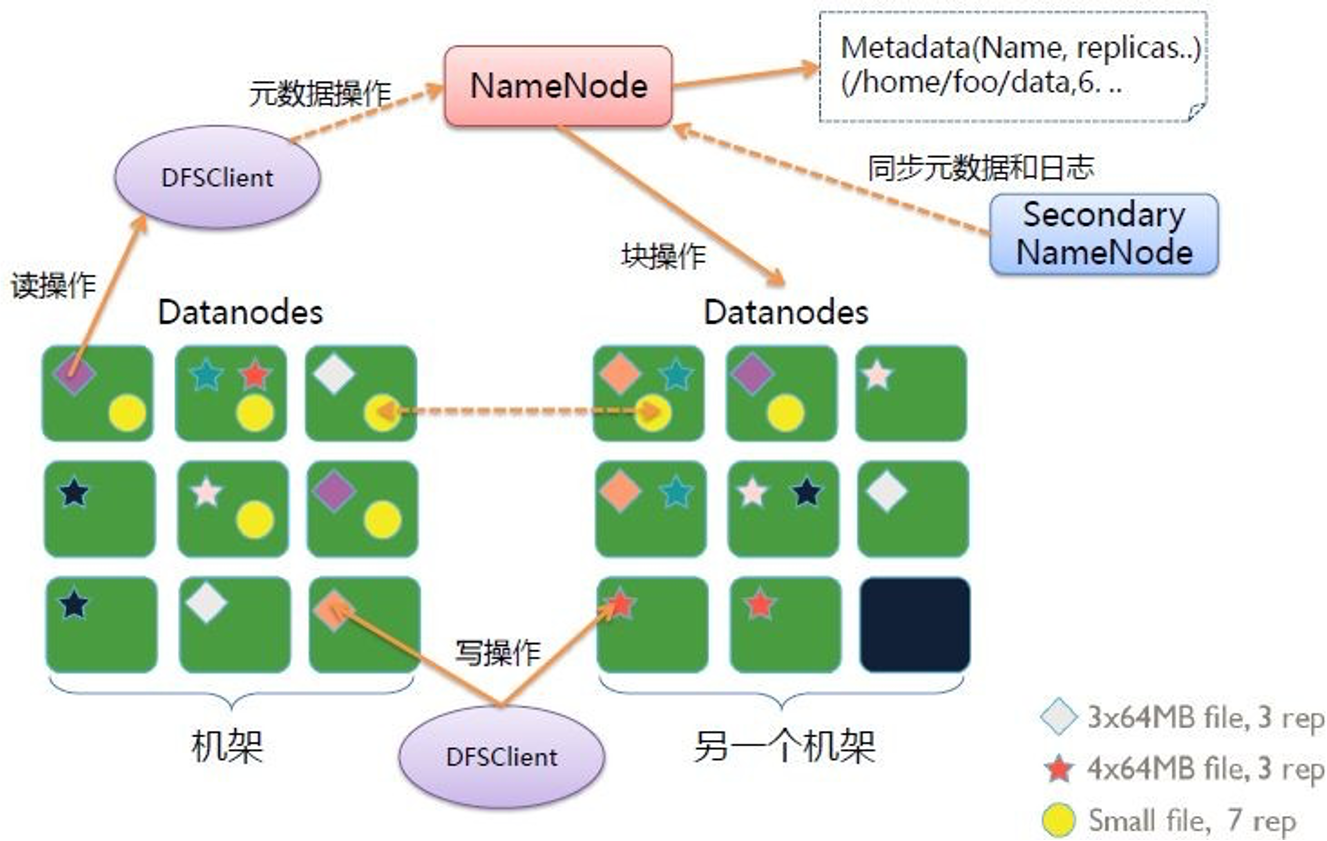 Metadata(Name, replicas..)
(/home/foo/data,6. ..
NameNode
元数据操作
DFSClient
同步元数据和日志
Secondary
NameNode
块操作
读操作
Datanodes
Datanodes
写操作
机架
DFSClient
另一个机架
3x64MB file, 3 rep
4x64MB file, 3 rep
Small file, 7 rep